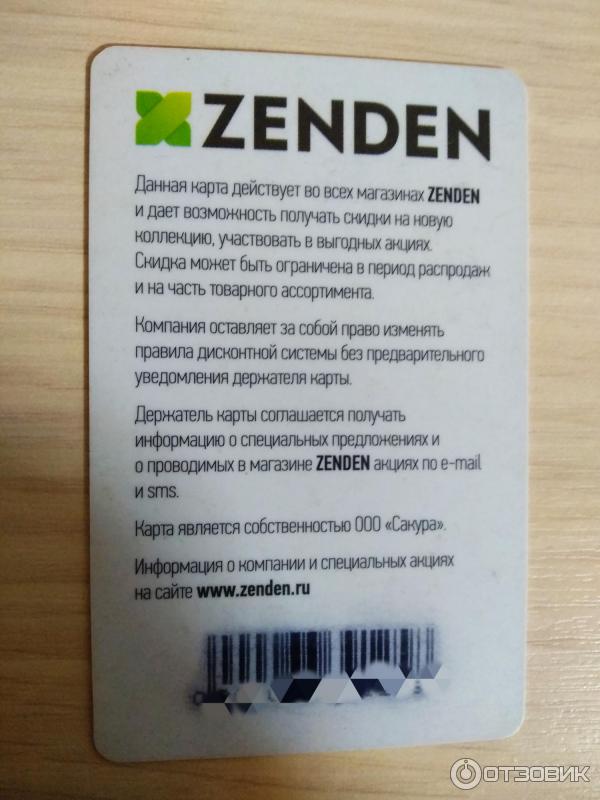 ZENDEN
Данная карта действует во всех магазинах ZENDEN
и дает возможность получать скидки на новую
коллекцию, участвовать в выгодных акциях.
Скидка может быть ограничена в период распродаж
и на часть товарного ассортимента.
Компания оставляет за собой право изменять
правила дисконтной системы без предварительного
уведомления держателя карты.
Держатель карты соглашается получать
информацию о специальных предложениях и
о проводимых в магазине ZENDEN акциях по e-mail
и sms.
Карта является собственностью ООО «Сакура».
Информация о компании и специальных акциях
на сайте www.zenden.ru
ОТЗОВИК